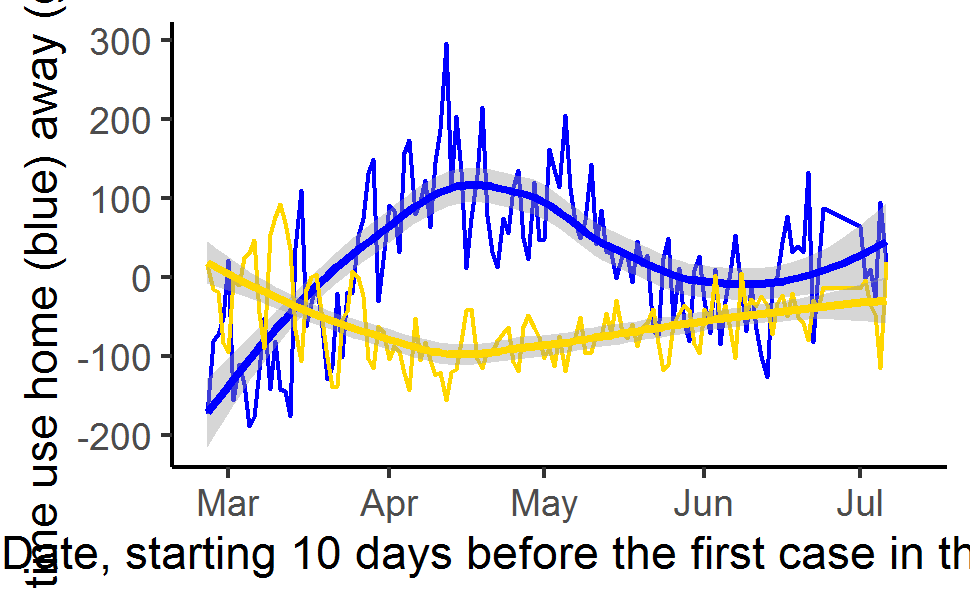 time use home (blue) away (
300
200
100
0
-100
-200
Mar Apr May Jun Jul
Date, starting 10 days before the first case in th